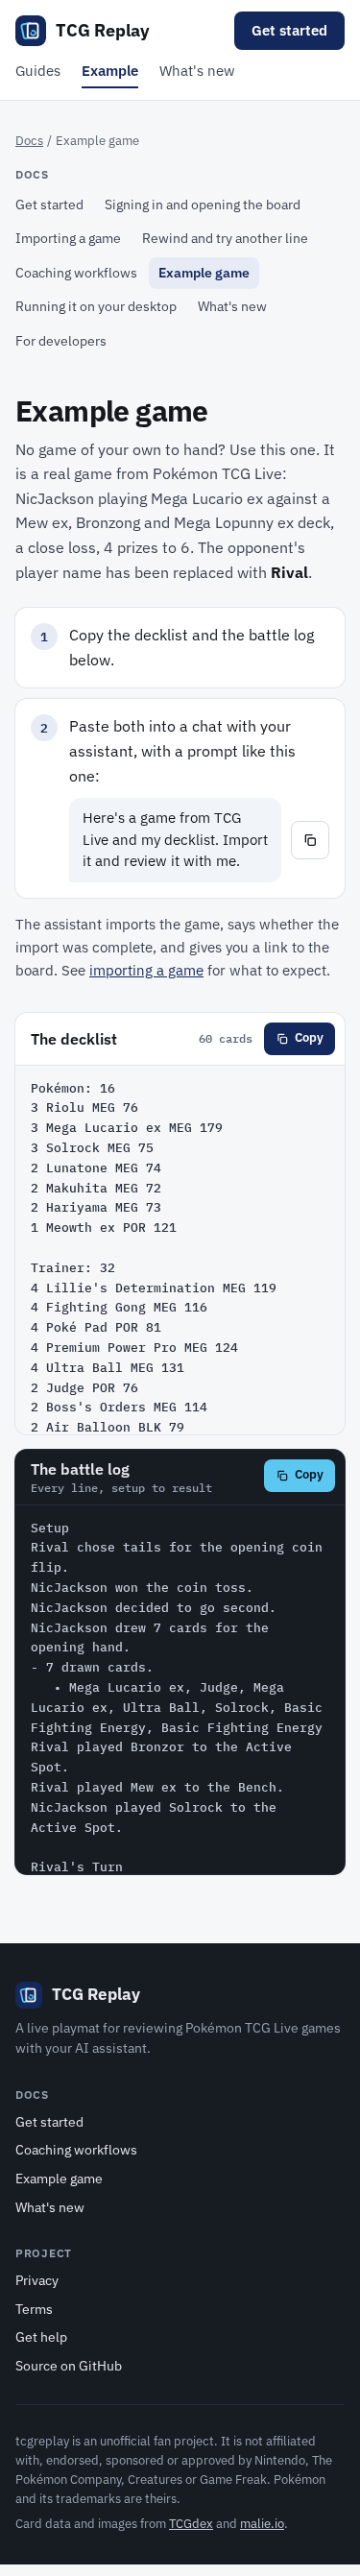 TCG Replay
Get started
Guides
Example
What's new
Docs / Example game
DOCS
Get started
Signing in and opening the board
Importing a game
Rewind and try another line
Coaching workflows
Example game
Running it on your desktop
What's new
For developers
Example game
No game of your own to hand? Use this one. It
is a real game from Pokémon TCG Live:
NicJackson playing Mega Lucario ex against a
Mew ex, Bronzong and Mega Lopunny ex deck,
a close loss, 4 prizes to 6. The opponent's
player name has been replaced with Rival.
1
Copy the decklist and the battle log
below.
2
Paste both into a chat with your
assistant, with a prompt like this
one:
Here's a game from TCG
Live and my decklist. Import
it and review it with me.
The assistant imports the game, says whether the
import was complete, and gives you a link to the
board. See importing a game for what to expect.
The decklist
60 cards
Copy
Pokémon: 16
3 Riolu MEG 76
3 Mega Lucario ex MEG 179
3 Solrock MEG 75
2 Lunatone MEG 74
2 Makuhita MEG 72
2 Hariyama MEG 73
1 Meowth ex POR 121
Trainer: 32
4 Lillie's Determination MEG 119
4 Fighting Gong MEG 116
4 Poké Pad POR 81
4 Premium Power Pro MEG 124
4 Ultra Ball MEG 131
2 Judge POR 76
2 Boss's Orders MEG 114
2 Air Balloon BLK 79
The battle log
Every line, setup to result
Copy
Setup
Rival chose tails for the opening coin
flip.
NicJackson won the coin toss.
NicJackson decided to go second.
NicJackson drew 7 cards for the
opening hand.
- 7 drawn cards.
• Mega Lucario ex, Judge, Mega
Lucario ex, Ultra Ball, Solrock, Basic
Fighting Energy, Basic Fighting Energy
Rival played Bronzor to the Active
Spot.
Rival played Mew ex to the Bench.
NicJackson played Solrock to the
Active Spot.
Rival's Turn
TCG Replay
A live playmat for reviewing Pokémon TCG Live games
with your AI assistant.
DOCS
Get started
Coaching workflows
Example game
What's new
PROJECT
Privacy
Terms
Get help
Source on GitHub
tcgreplay is an unofficial fan project. It is not affiliated
with, endorsed, sponsored or approved by Nintendo, The
Pokémon Company, Creatures or Game Freak. Pokémon
and its trademarks are theirs.
Card data and images from TCGdex and malie.io.